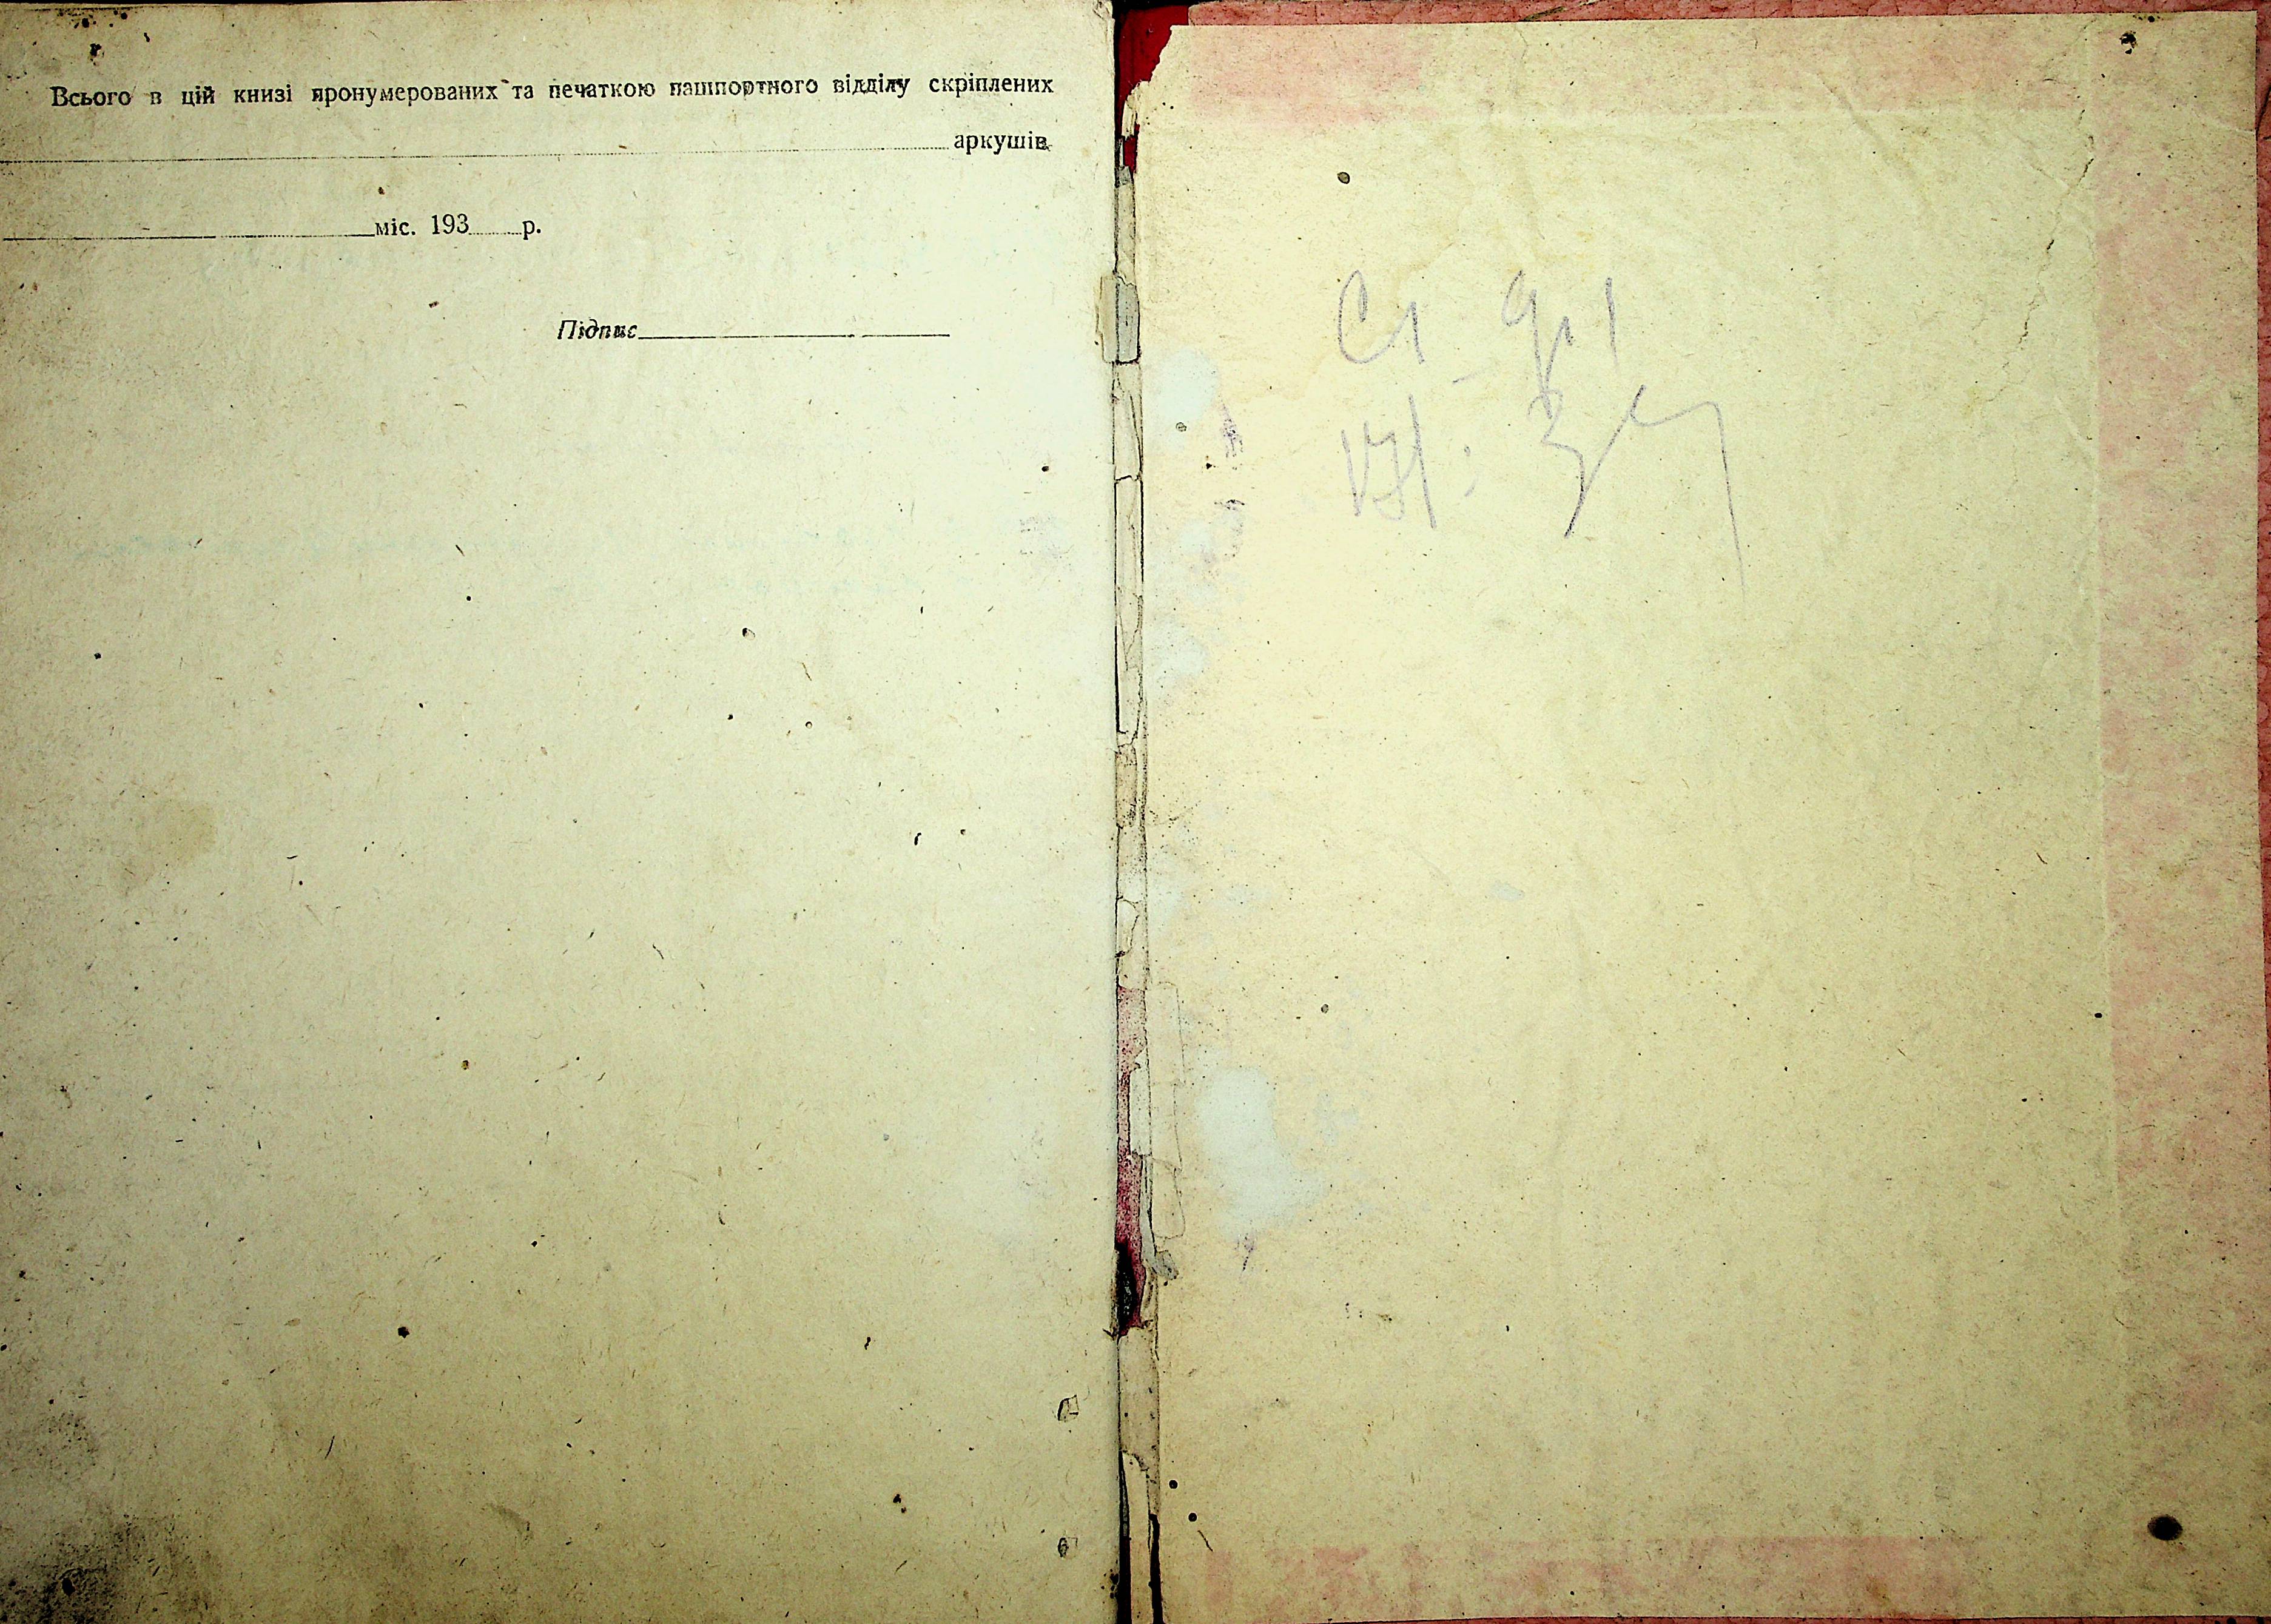 Всього в цій книзі пронумерованих та печаткою пашпортного відділу скріплених
аркушів
міс. 193 р.
Підпис